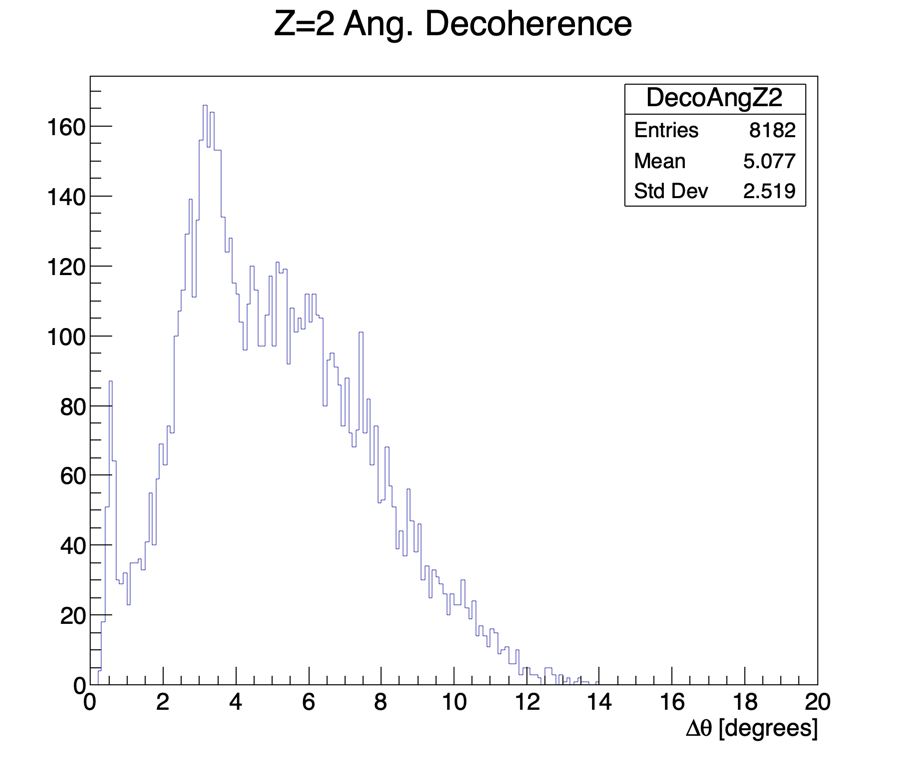 Z=2 Ang. Decoherence
DecoAngZ2
Entries 8182
Mean 5.077
Std Dev 2.519
160
140
120
100
80
60
40
20
0
0 2 4 6 8 10 12 14 16 18 20
Δθ [degrees]